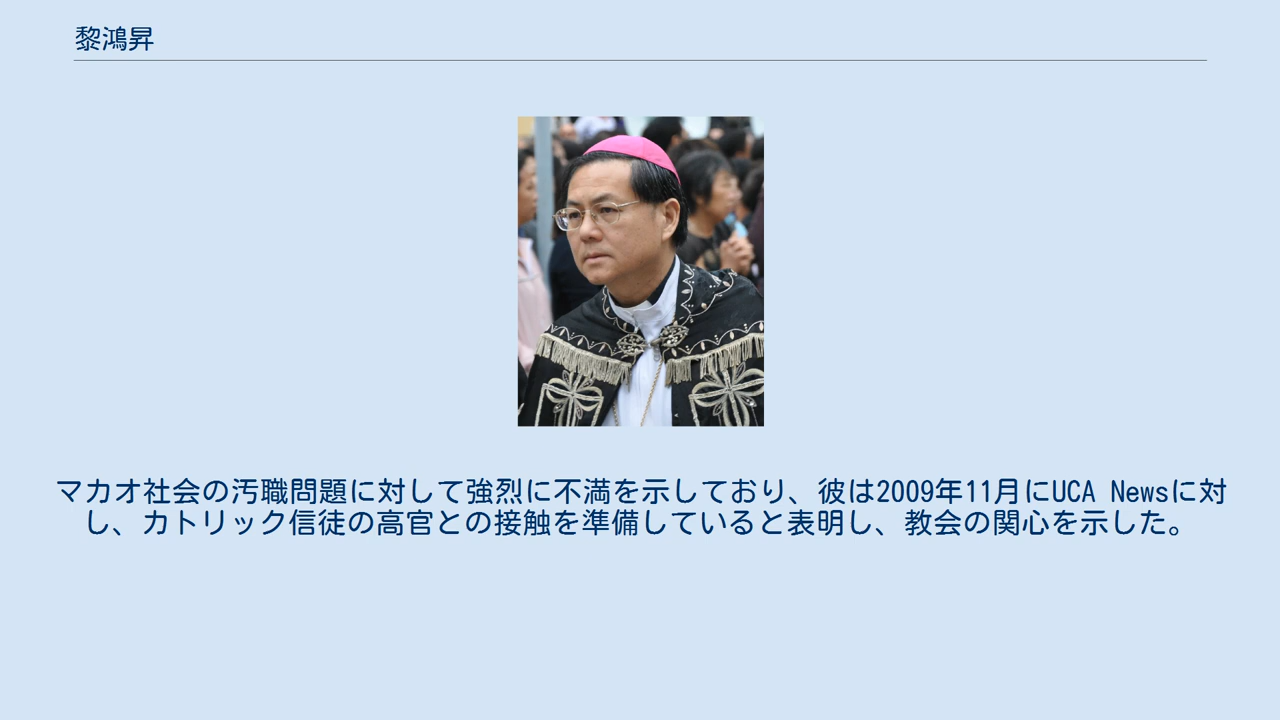 黎鴻昇
マカオ社会の汚職問題に対して強烈に不満を示しており、彼は2009年11月にUCA Newsに対
し、カトリック信徒の高官との接触を準備していると表明し、教会の関心を示した。